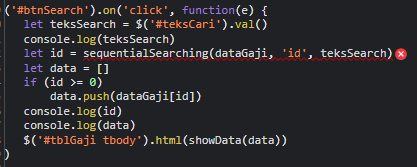 ('#btnSearch').on('click', function(e) {
let teksSearch = $('#teksCari').val()
console.log(teksSearch)
let id = sequentialSearching(dataGaji, 'id', teksSearch)
let data = []
if (id >= 0)
data.push(dataGaji[id])
console.log(id)
console.log(data)
$('#tblGaji tbody').html(showData(data))
)